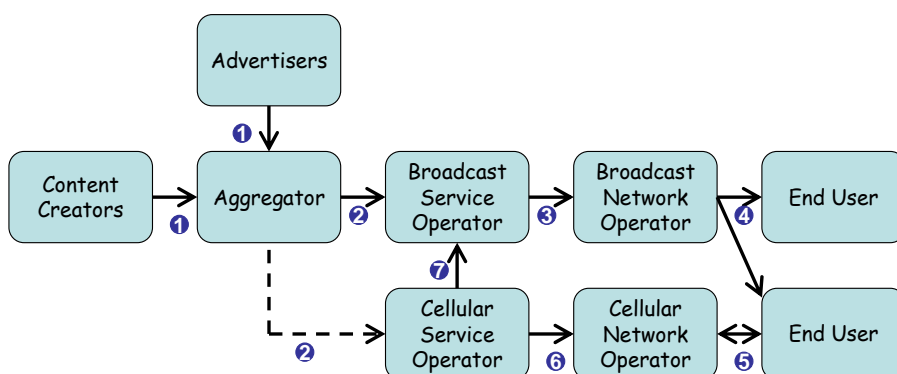 Advertisers
1
Content
Creators
1
Aggregator
2
Broadcast
Service
Operator
3
Broadcast
Network
Operator
4
End User
7
2
Cellular
Service
Operator
6
Cellular
Network
Operator
5
End User